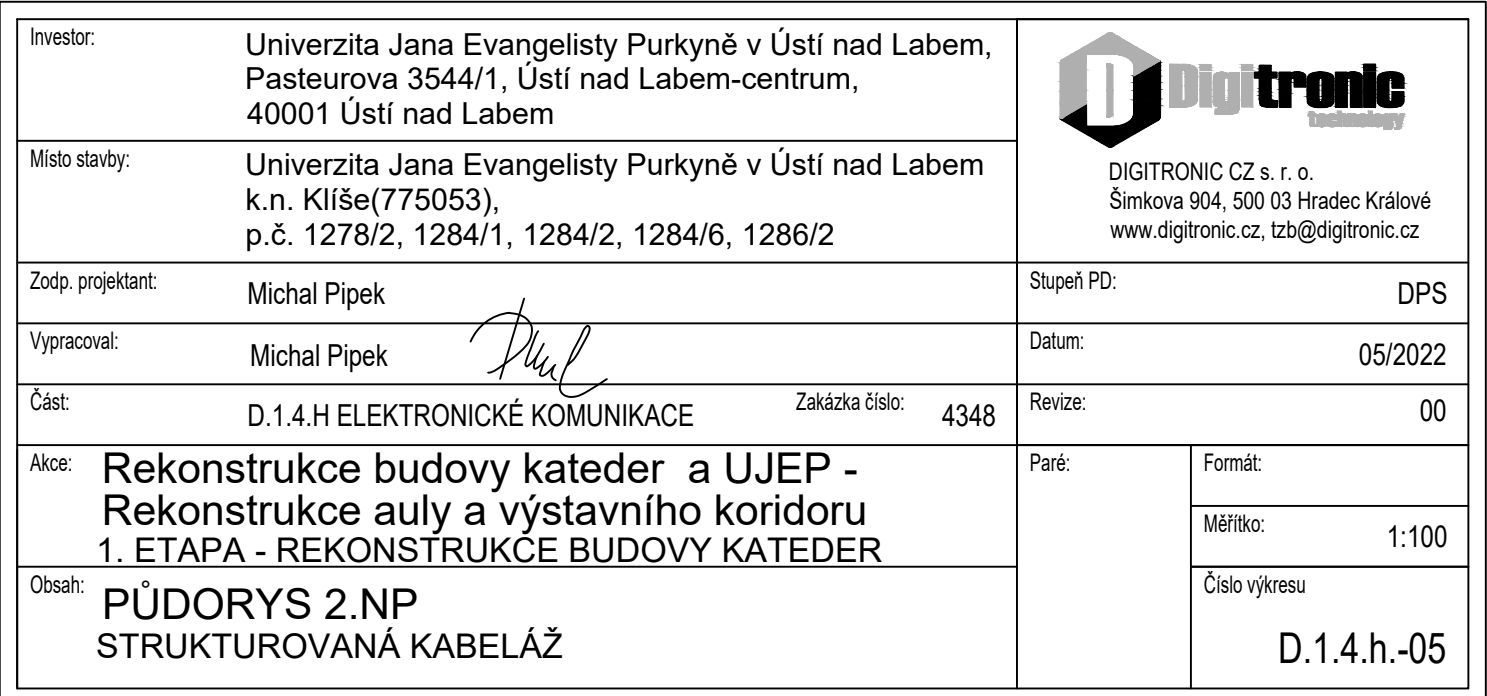 Investor:
Univerzita Jana Evangelisty Purkyně v Ústí nad Labem,
Pasteurova 3544/1, Ústí nad Labem-centrum,
40001 Ústí nad Labem
Digitronic
technology
DIGITRONIC CZ s. r. o.
Šimkova 904, 500 03 Hradec Králové
www.digitronic.cz, tzb@digitronic.cz
Místo stavby:
Univerzita Jana Evangelisty Purkyně v Ústí nad Labem
k.n. Klíše(775053),
p.č. 1278/2, 1284/1, 1284/2, 1284/6, 1286/2
Zodp. projektant: Michal Pipek
Stupeň PD: DPS
Vypracoval: Michal Pipek
Datum: 05/2022
Část: D.1.4.H ELEKTRONICKÉ KOMUNIKACE Zakázka číslo: 4348
Revize: 00
Akce: Rekonstrukce budovy kateder a UJEP -
Rekonstrukce auly a výstavního koridoru
1. ETAPA - REKONSTRUKCE BUDOVY KATEDER
Paré:
Formát:
Měřítko: 1:100
Obsah: PŮDORYS 2.NP
STRUKTUROVANÁ KABELÁŽ
Číslo výkresu
D.1.4.h.-05